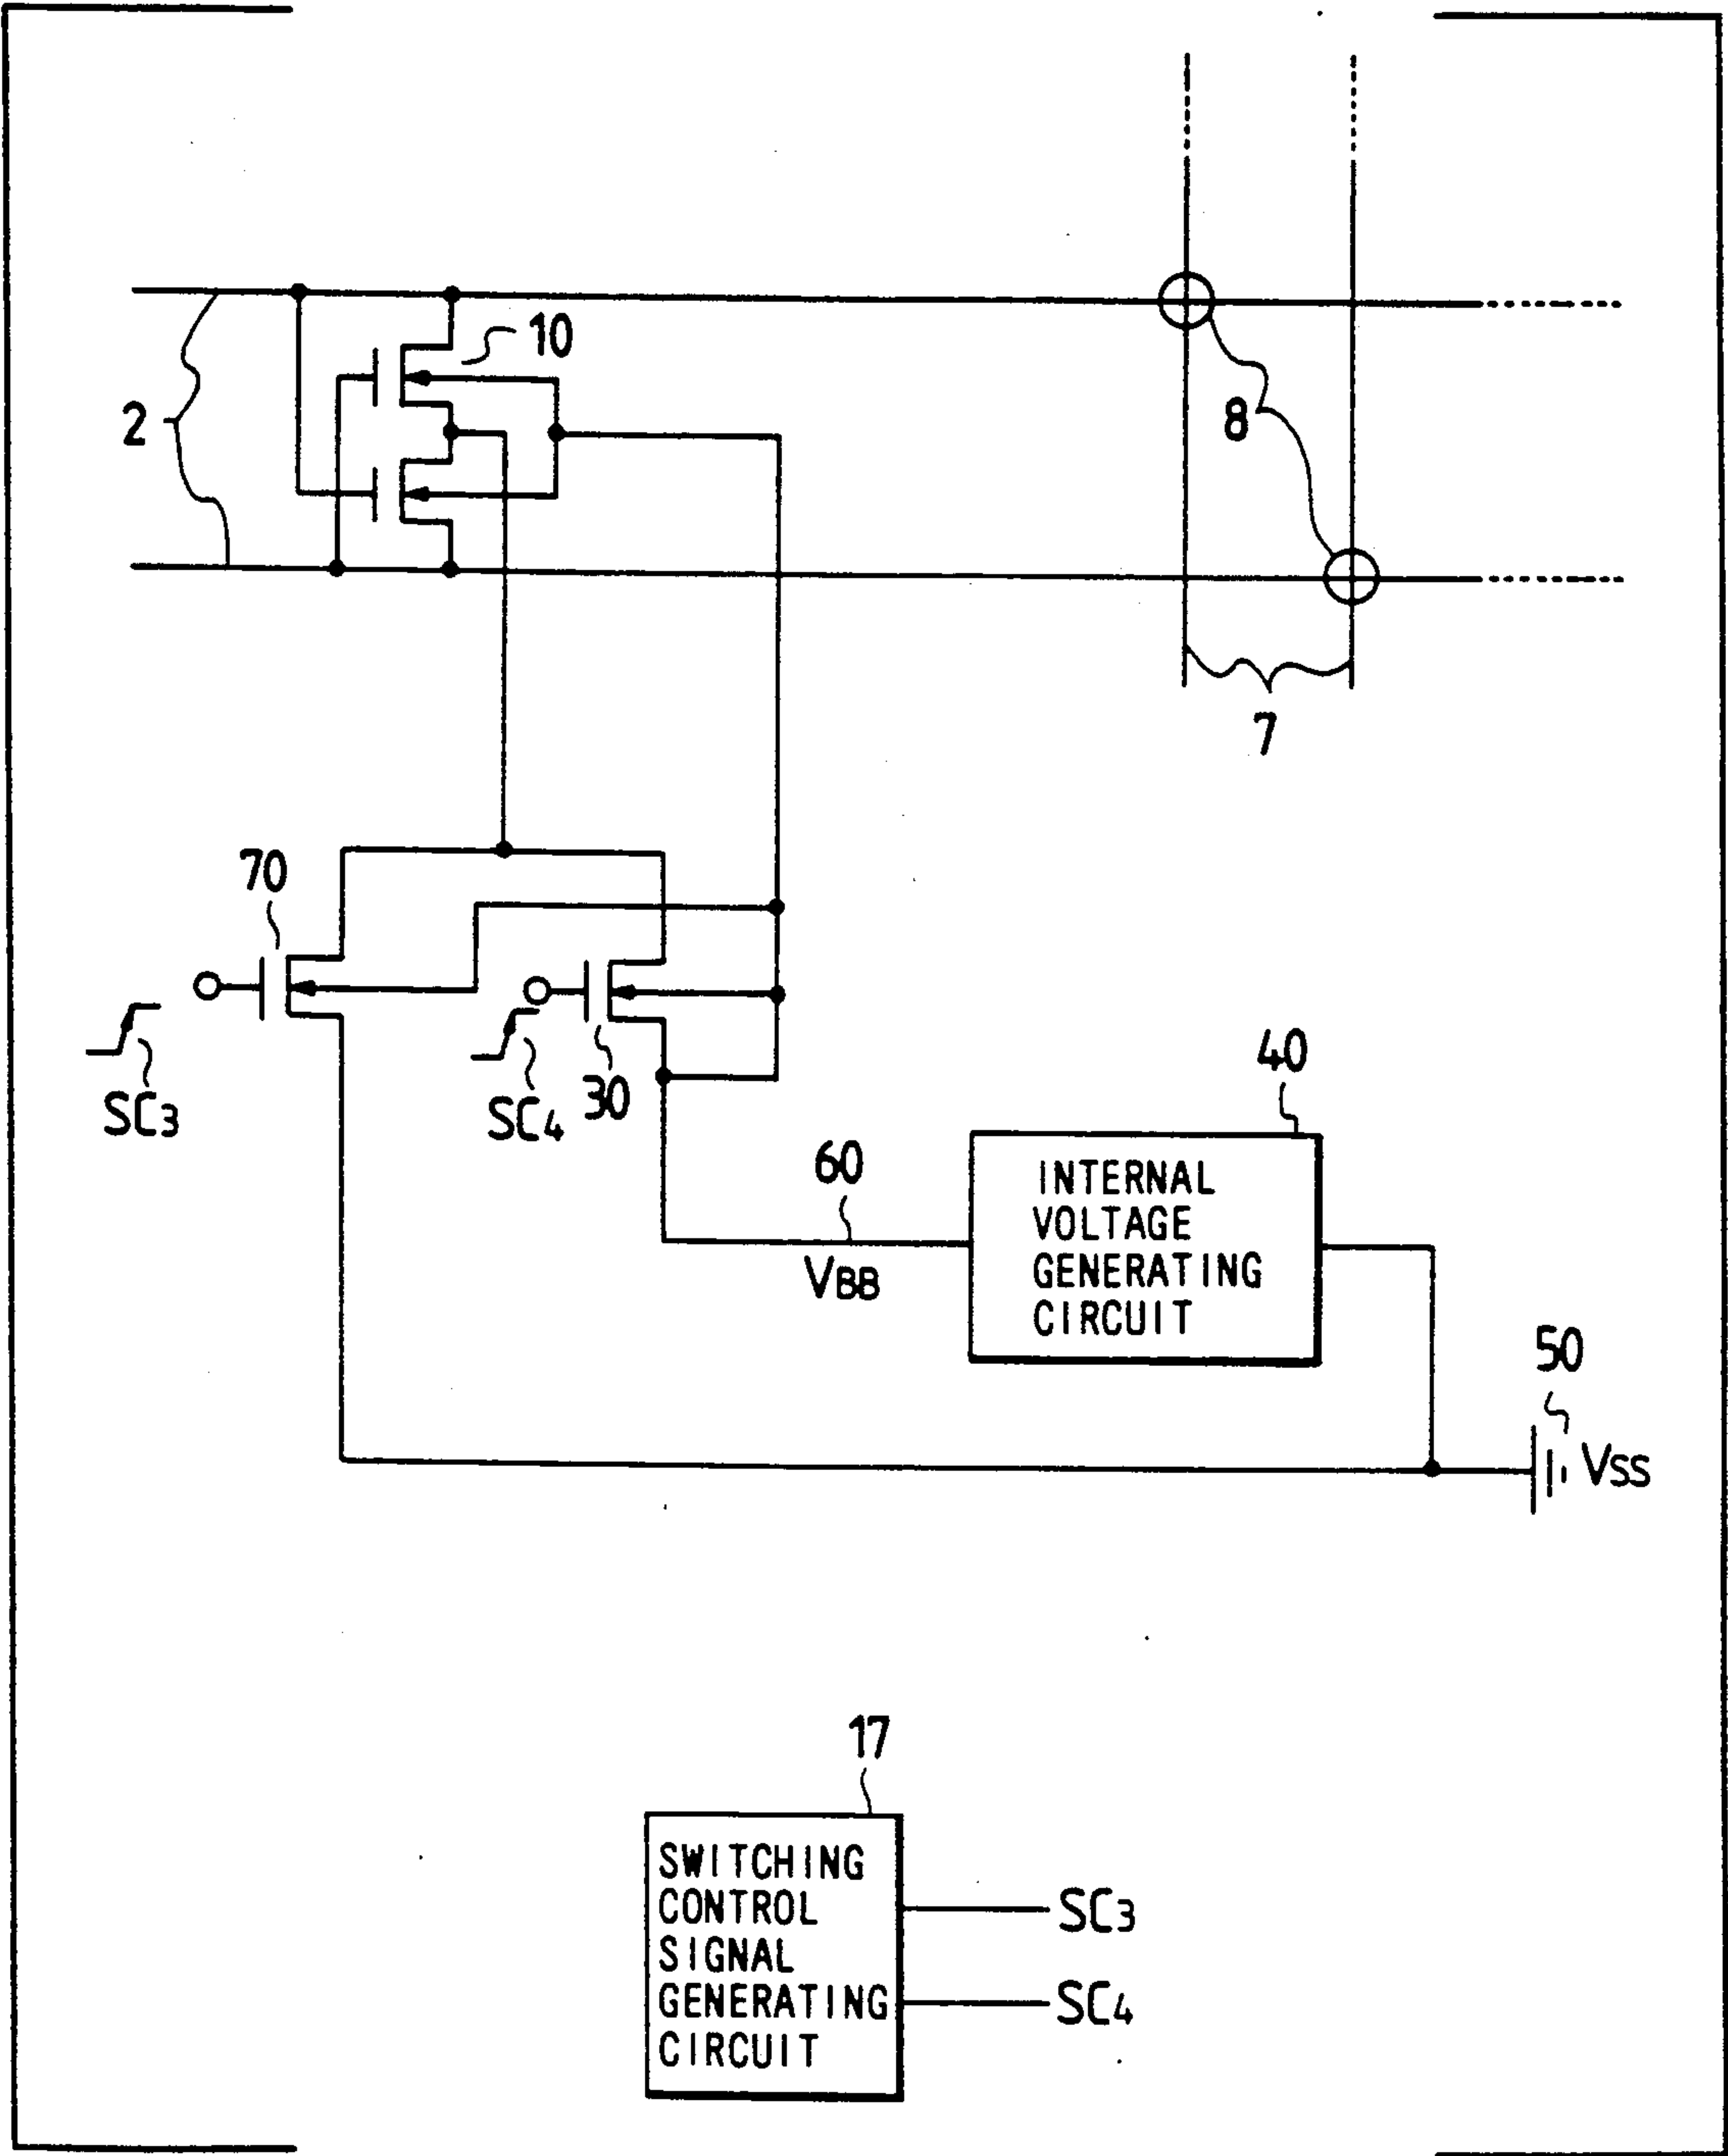 10
2
8
7
70
SC3
SC4
30
40
60
INTERNAL
VOLTAGE
GENERATING
CIRCUIT
VBB
50
VSS
17
SWITCHING
CONTROL
SIGNAL
GENERATING
CIRCUIT
SC3
SC4